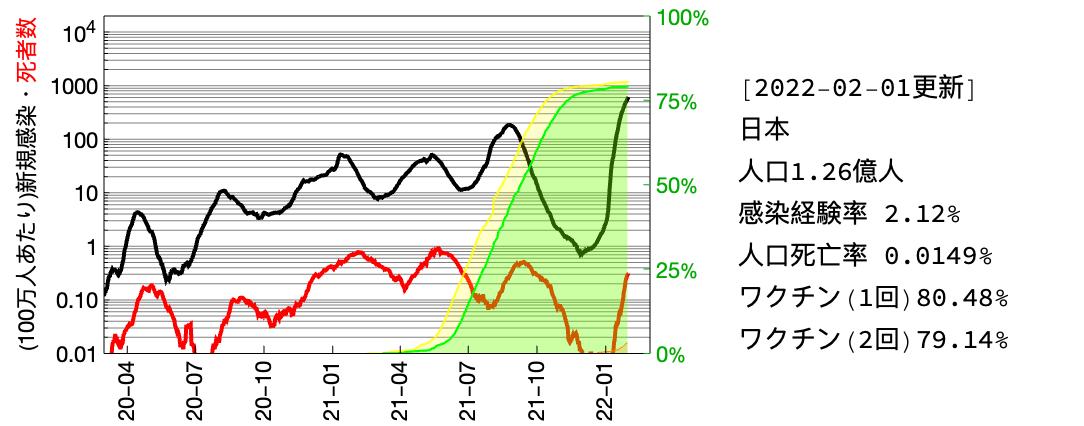 (100万人あたり)新規感染・死者数
10^4
1000
100
10
1
0.10
0.01
100%
75%
50%
25%
0%
20-04
20-07
20-10
21-01
21-04
21-07
21-10
22-01
[2022-02-01更新]
日本
人口1.26億人
感染経験率 2.12%
人口死亡率 0.0149%
ワクチン(1回)80.48%
ワクチン(2回)79.14%